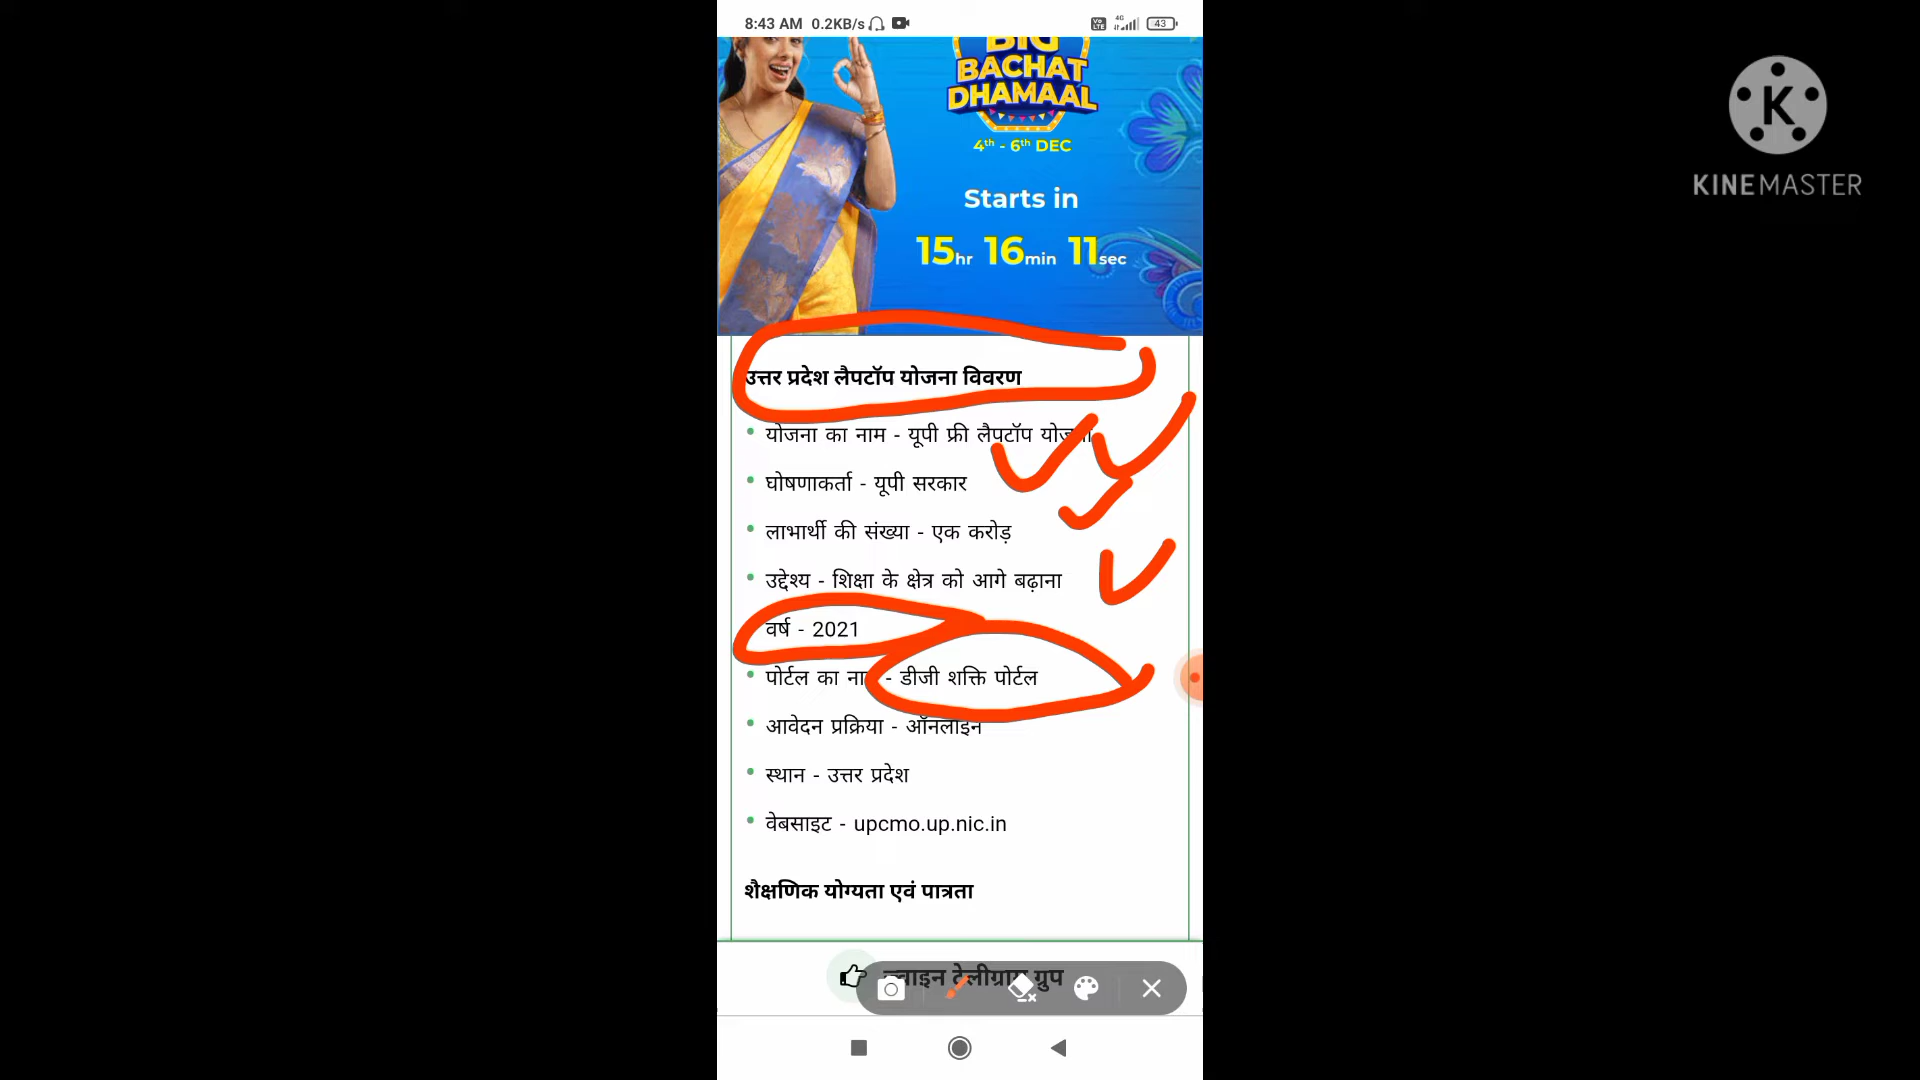 8:43 AM 0.2KB/s
Vo LTE 4G 43
BIG
BACHAT
DHAMAAL
4th - 6th DEC
Starts in
15hr 16min 11sec
K
KINEMASTER
उत्तर प्रदेश लैपटॉप योजना विवरण
योजना का नाम - यूपी फ्री लैपटॉप योजना
घोषणाकर्ता - यूपी सरकार
लाभार्थी की संख्या - एक करोड़
उद्देश्य - शिक्षा के क्षेत्र को आगे बढ़ाना
वर्ष - 2021
पोर्टल का नाम - डीजी शक्ति पोर्टल
आवेदन प्रक्रिया - ऑनलाइन
स्थान - उत्तर प्रदेश
वेबसाइट - upcmo.up.nic.in
शैक्षणिक योग्यता एवं पात्रता
टेलीग्राम ग्रुप